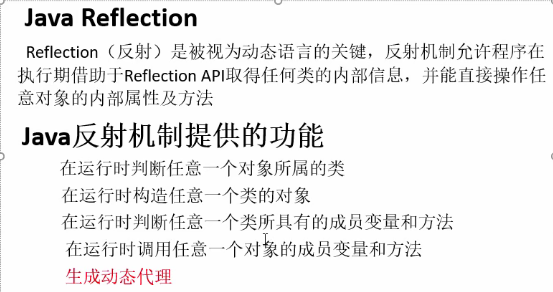 Java Reflection
Reflection（反射）是被视为动态语言的关键，反射机制允许程序在
执行期借助于Reflection API取得任何类的内部信息，并能直接操作任
意对象的内部属性及方法
Java反射机制提供的功能
在运行时判断任意一个对象所属的类
在运行时构造任意一个类的对象
在运行时判断任意一个类所具有的成员变量和方法
在运行时调用任意一个对象的成员变量和方法
生成动态代理